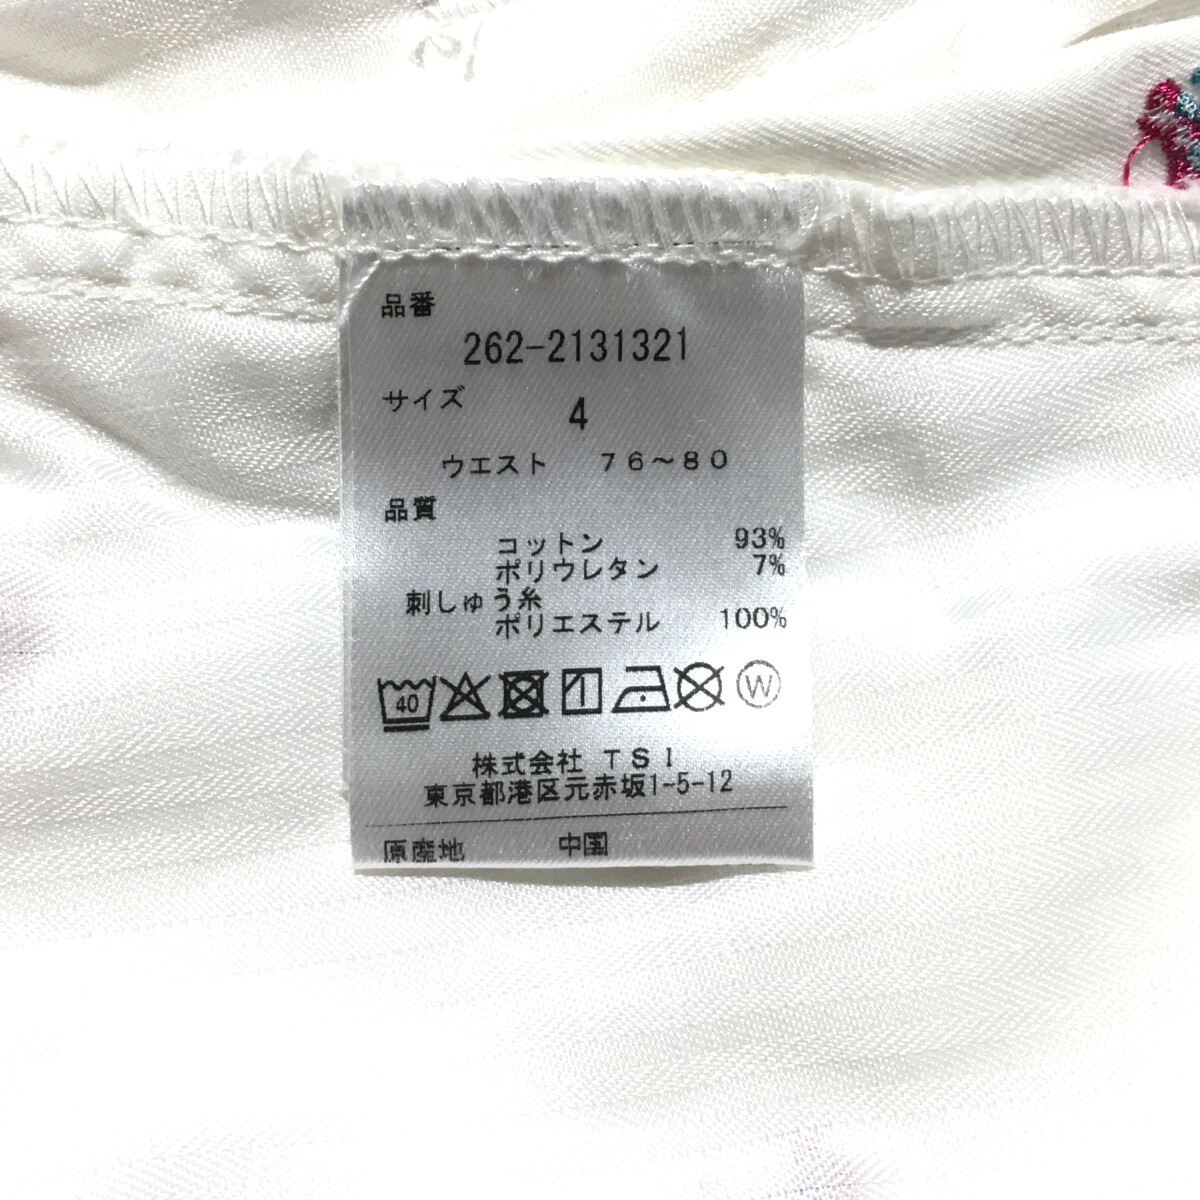 品番
262-2131321
サイズ 4
ウエスト 76～80
品質
コットン 93%
ポリウレタン 7%
刺しゅう糸
ポリエステル 100%
40 W
株式会社 TSI
東京都港区元赤坂1-5-12
原産地 中国